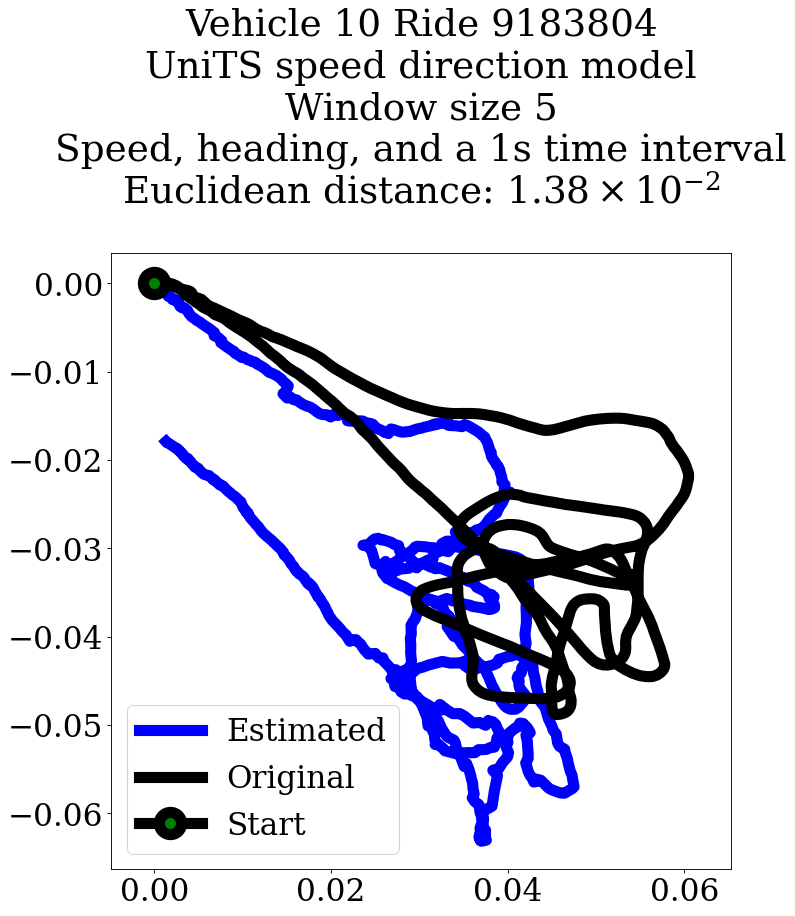 Vehicle 10 Ride 9183804
UniTS speed direction model
Window size 5
Speed, heading, and a 1s time interval
Euclidean distance: 1.38 × 10⁻²
0.00
−0.01
−0.02
−0.03
−0.04
−0.05
−0.06
Estimated
Original
Start
0.00 0.02 0.04 0.06